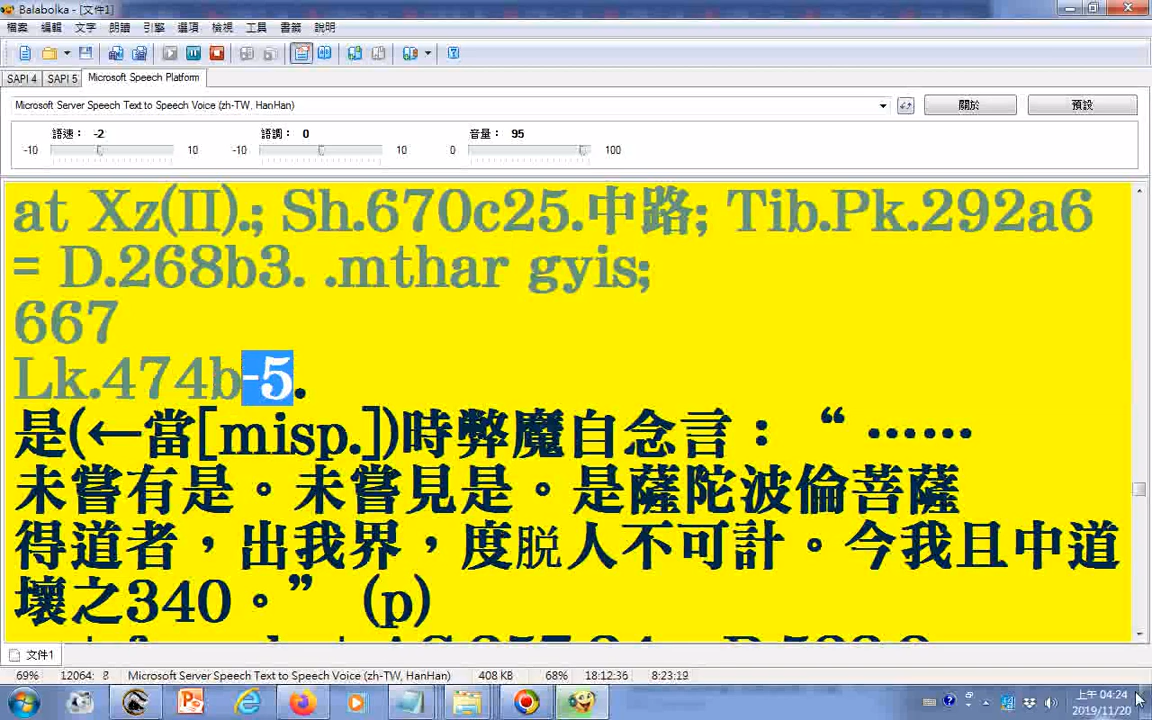 Balabolka - [文件1]
檔案 編輯 文字 朗讀 引擎 選項 檢視 工具 書籤 說明
SAPI 4 SAPI 5 Microsoft Speech Platform
Microsoft Server Speech Text to Speech Voice (zh-TW, HanHan) 關於 預設
語速： -2 語調： 0 音量： 95
-10 10 -10 10 0 100
at Xz(II).; Sh.670c25.中路; Tib.Pk.292a6
= D.268b3. .mthar gyis;
667
Lk.474b-5.
是(←當[misp.])時弊魔自念言：“ ……
未嘗有是。未嘗見是。是薩陀波倫菩薩
得道者，出我界，度脱人不可計。今我且中道
壞之340。” (p)
文件1
69% 12064: 8 Microsoft Server Speech Text to Speech Voice (zh-TW, HanHan) 408 KB 68% 18:12:36 8:23:19
上午 04:24
2019/11/20